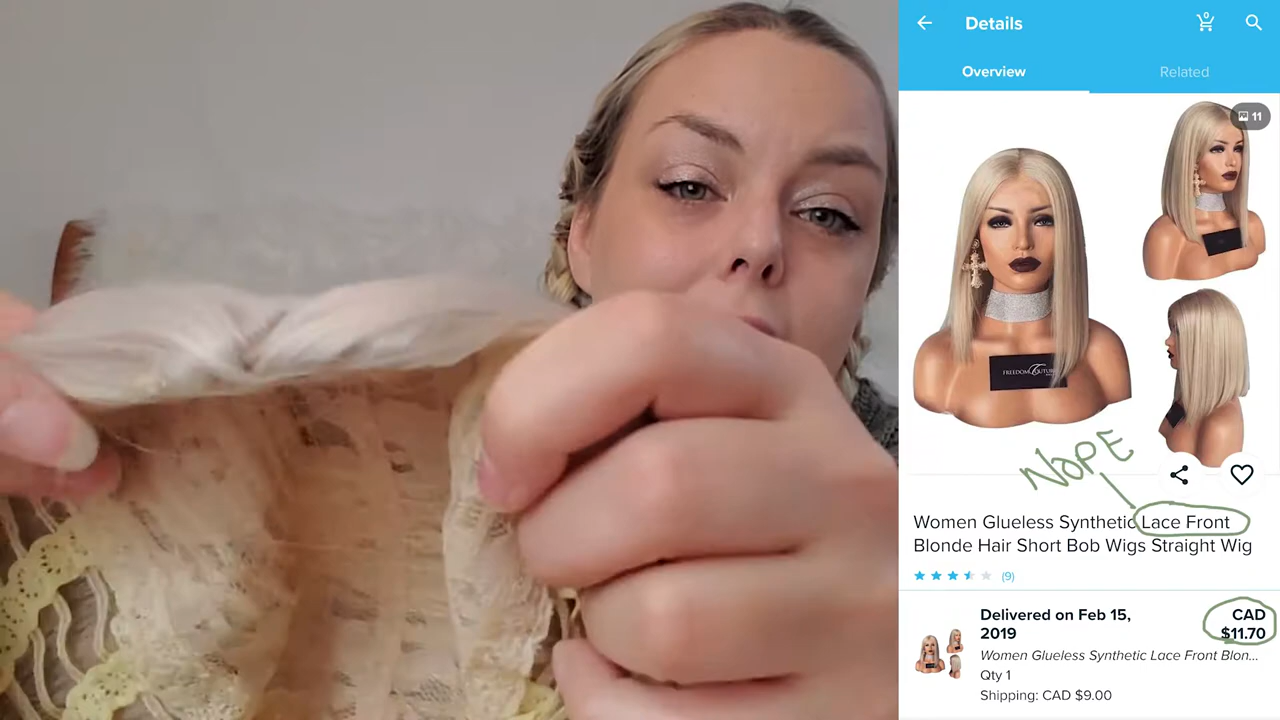 Details
0
Overview
Related
11
FREEDOM COUTURE
NOPE
Women Glueless Synthetic Lace Front
Blonde Hair Short Bob Wigs Straight Wig
(9)
Delivered on Feb 15,
2019
CAD
$11.70
Women Glueless Synthetic Lace Front Blon...
Qty 1
Shipping: CAD $9.00